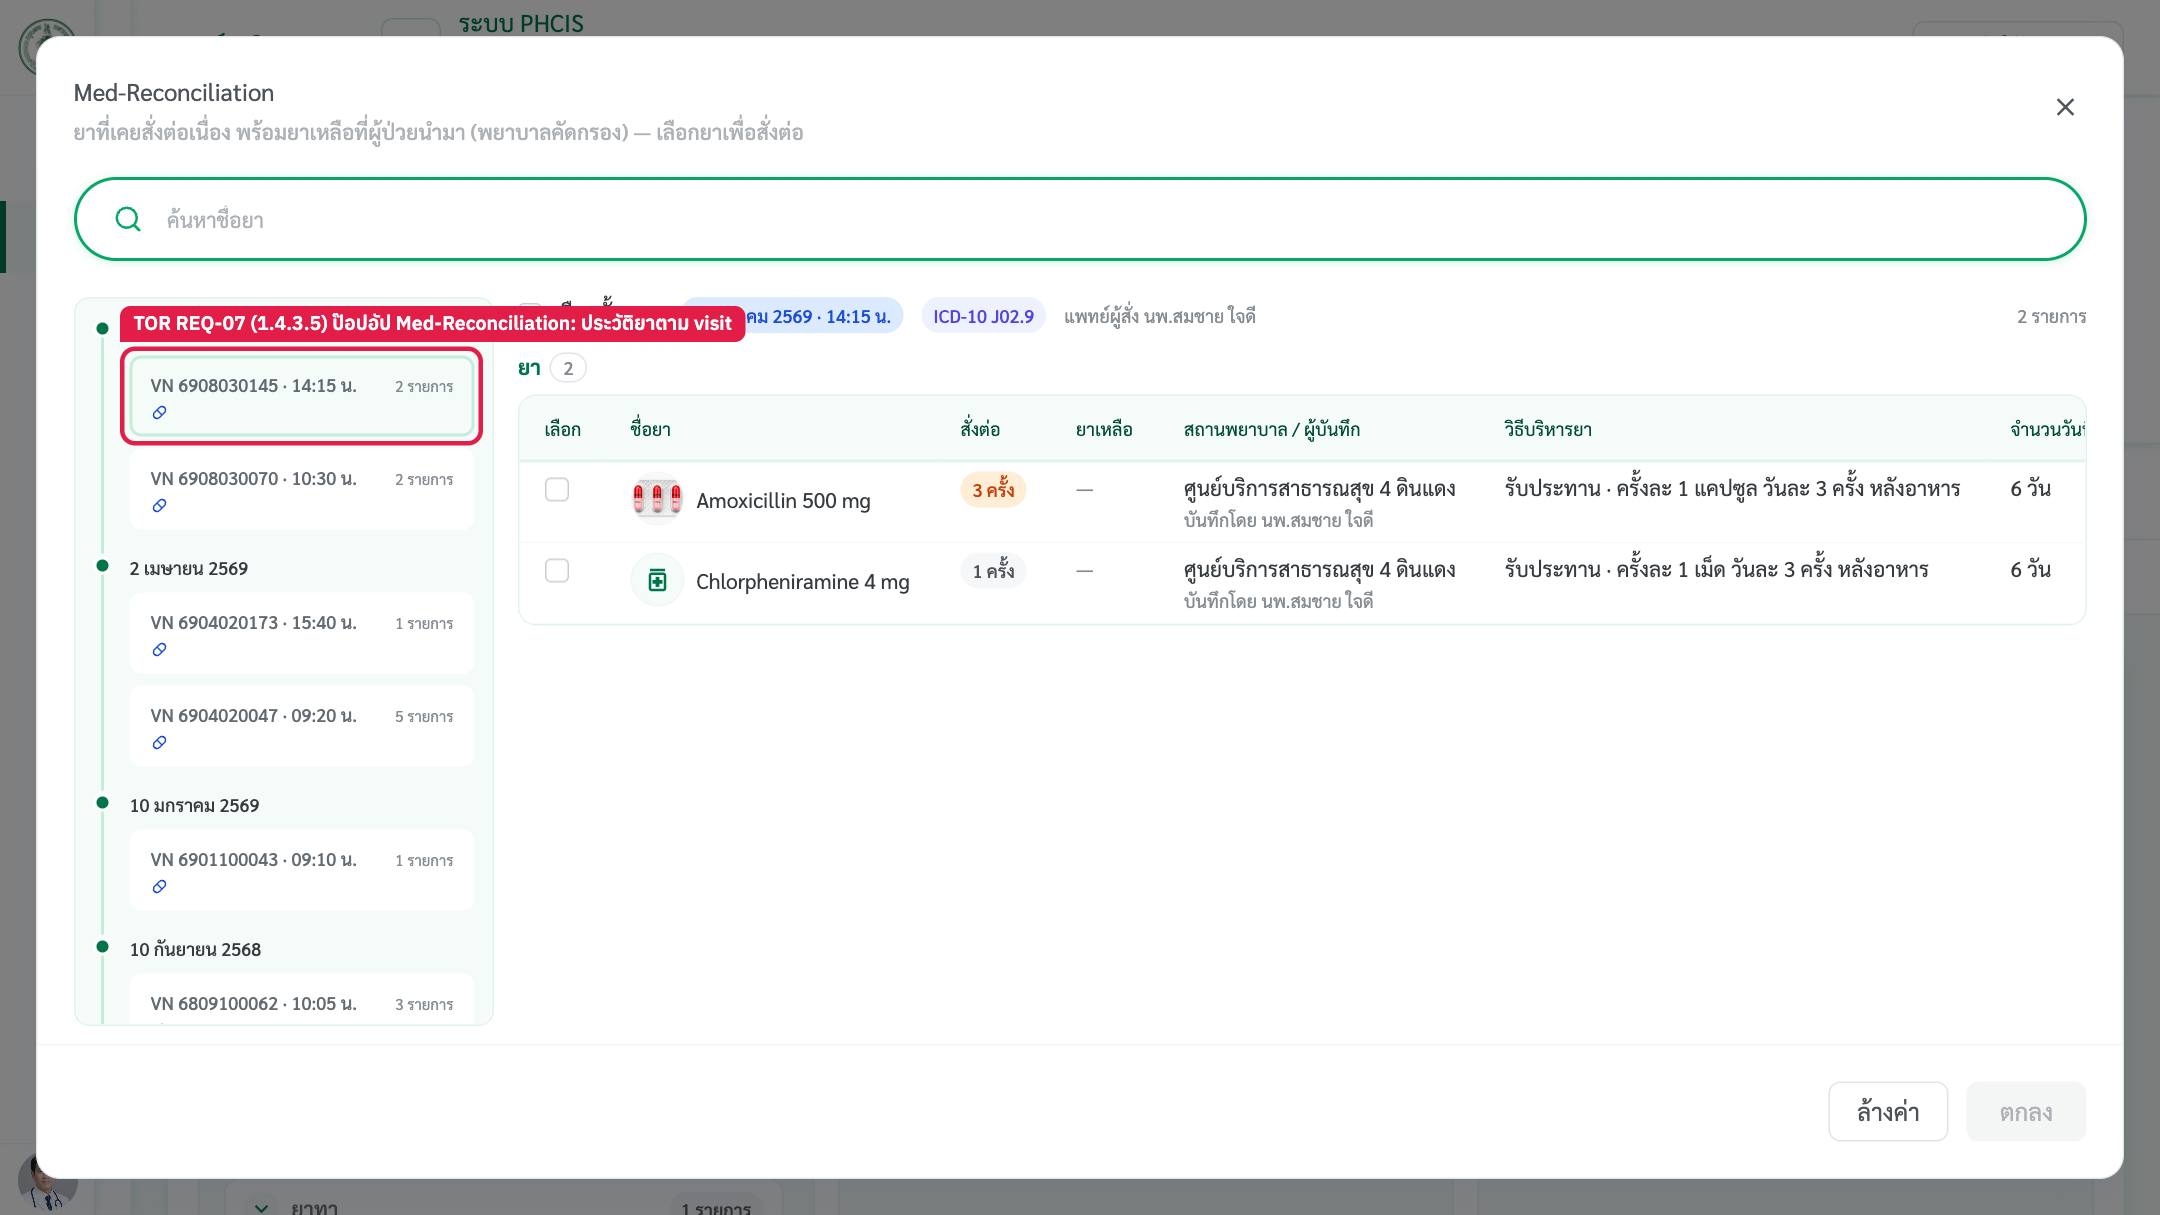 ระบบ PHCIS
Med-Reconciliation
ยาที่เคยสั่งต่อเนื่อง พร้อมยาเหลือที่ผู้ป่วยนำมา (พยาบาลคัดกรอง) — เลือกยาเพื่อสั่งต่อ
ค้นหาชื่อยา
TOR REQ-07 (1.4.3.5) ป๊อปอัป Med-Reconciliation: ประวัติยาตาม visit
2569 · 14:15 น.
ICD-10 J02.9
แพทย์ผู้สั่ง นพ.สมชาย ใจดี
2 รายการ
VN 6908030145 · 14:15 น. 2 รายการ
VN 6908030070 · 10:30 น. 2 รายการ
2 เมษายน 2569
VN 6904020173 · 15:40 น. 1 รายการ
VN 6904020047 · 09:20 น. 5 รายการ
10 มกราคม 2569
VN 6901100043 · 09:10 น. 1 รายการ
10 กันยายน 2568
VN 6809100062 · 10:05 น. 3 รายการ
ยา 2
เลือก ชื่อยา สั่งต่อ ยาเหลือ สถานพยาบาล / ผู้บันทึก วิธีบริหารยา
Amoxicillin 500 mg 3 ครั้ง — ศูนย์บริการสาธารณสุข 4 ดินแดง รับประทาน · ครั้งละ 1 แคปซูล วันละ 3 ครั้ง หลังอาหาร 6 วัน
บันทึกโดย นพ.สมชาย ใจดี
Chlorpheniramine 4 mg 1 ครั้ง — ศูนย์บริการสาธารณสุข 4 ดินแดง รับประทาน · ครั้งละ 1 เม็ด วันละ 3 ครั้ง หลังอาหาร 6 วัน
บันทึกโดย นพ.สมชาย ใจดี
ล้างค่า
ตกลง
ยาทา
1 รายการ